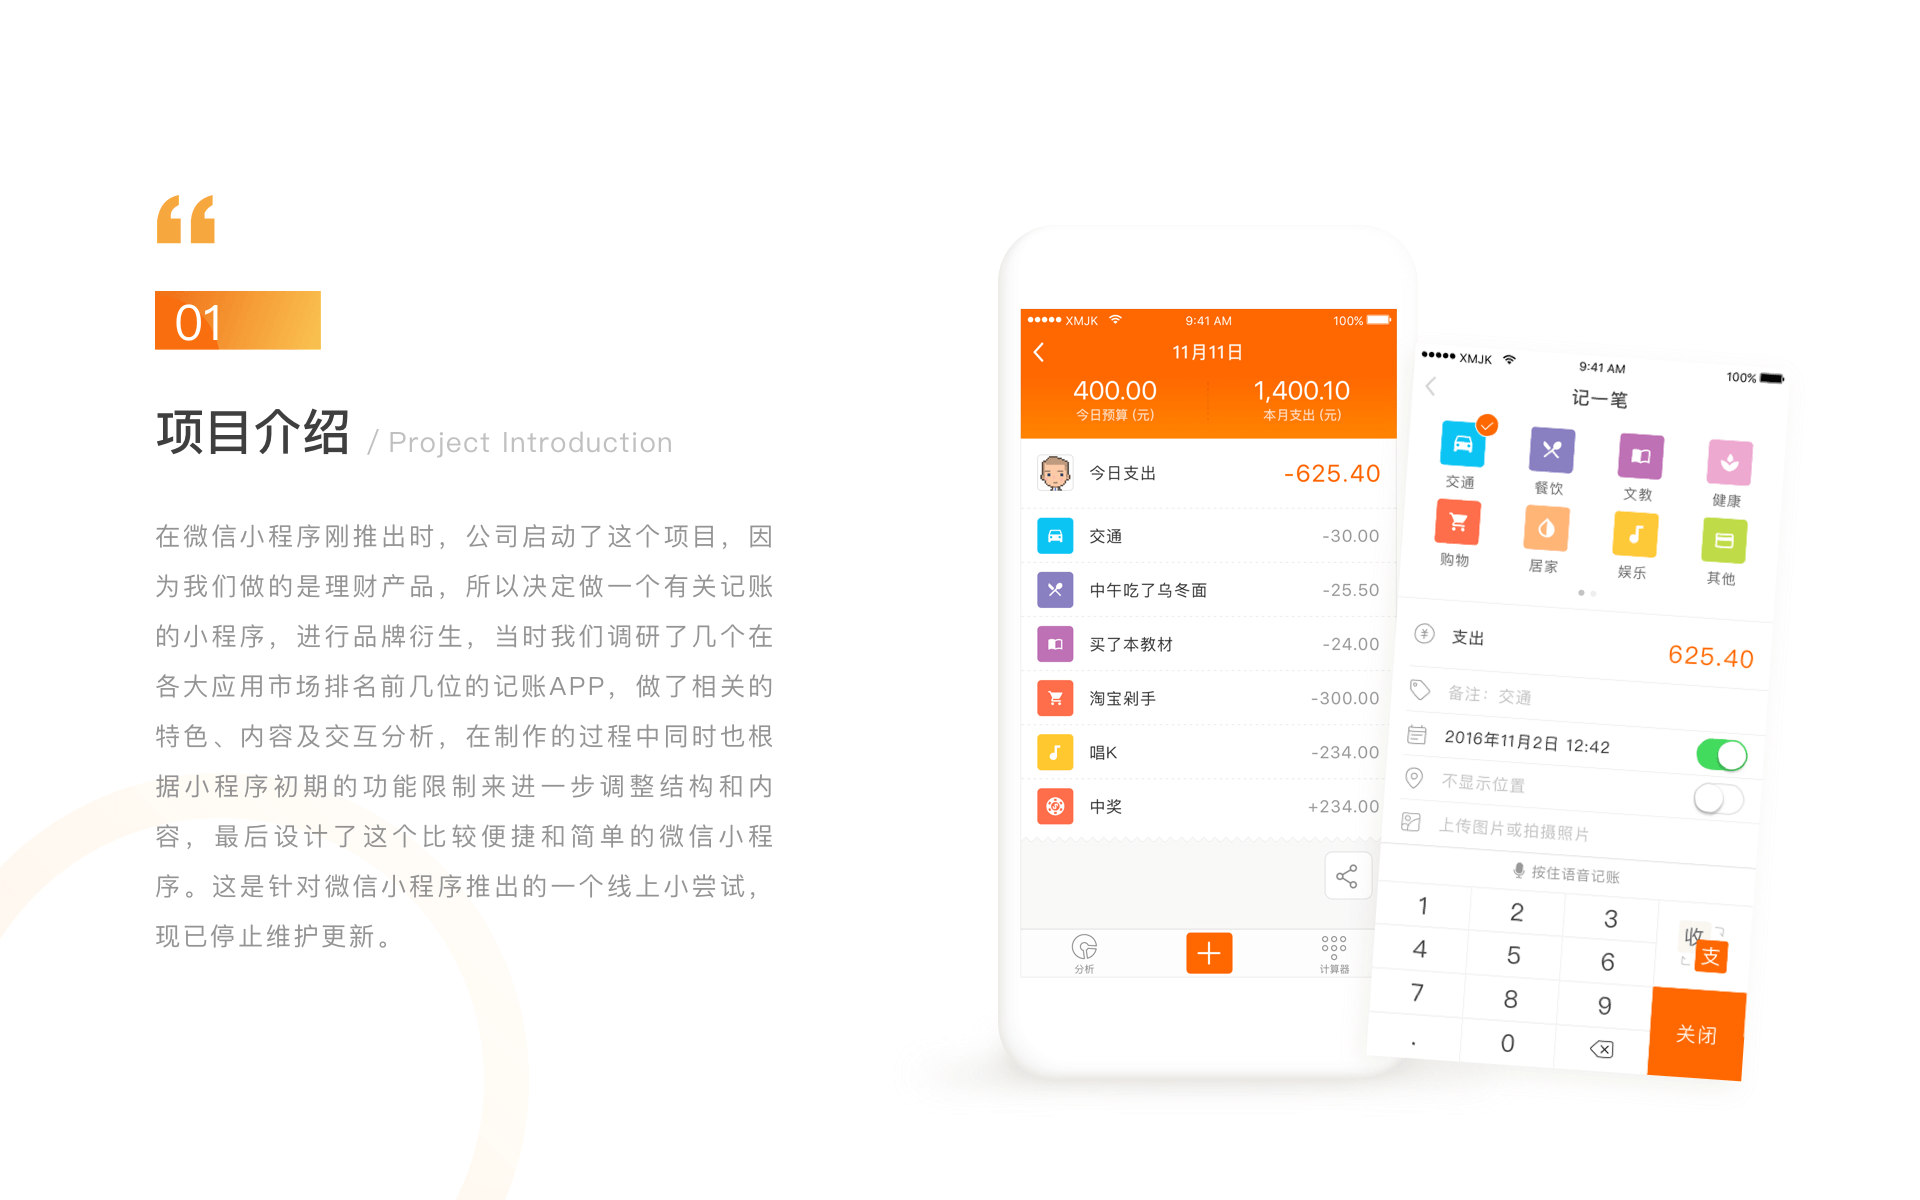 01
项目介绍 / Project Introduction
在微信小程序刚推出时，公司启动了这个项目，因
为我们做的是理财产品，所以决定做一个有关记账
的小程序，进行品牌衍生，当时我们调研了几个在
各大应用市场排名前几位的记账APP，做了相关的
特色、内容及交互分析，在制作的过程中同时也根
据小程序初期的功能限制来进一步调整结构和内
容，最后设计了这个比较便捷和简单的微信小程
序。这是针对微信小程序推出的一个线上小尝试，
现已停止维护更新。
XMJK 9:41 AM 100%
11月11日
400.00 1,400.10
今日预算 (元) 本月支出 (元)
今日支出 -625.40
交通 -30.00
中午吃了乌冬面 -25.50
买了本教材 -24.00
淘宝剁手 -300.00
唱K -234.00
中奖 +234.00
分析 计算器
XMJK 9:41 AM 100%
记一笔
交通 餐饮 文教 健康
购物 居家 娱乐 其他
支出 625.40
备注：交通
2016年11月2日 12:42
不显示位置
上传图片或拍摄照片
按住语音记账
1 2 3
收 支
4 5 6
7 8 9
. 0
关闭